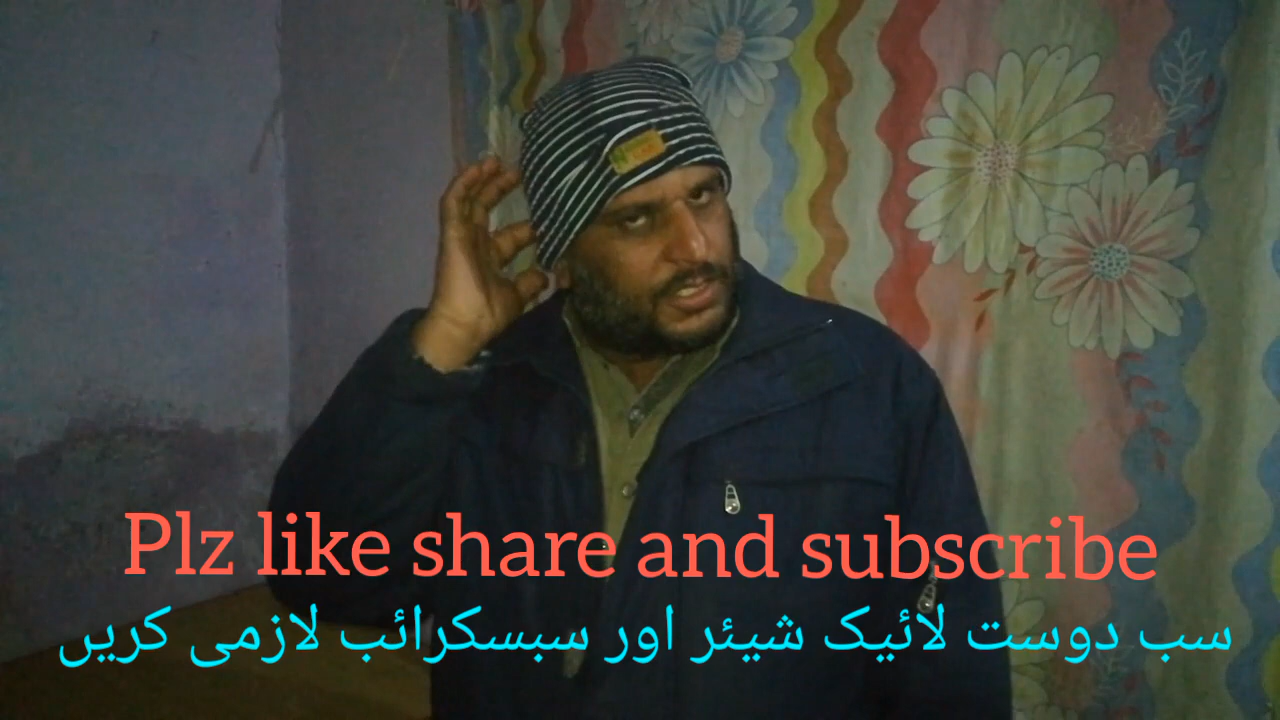 Plz like share and subscribe
سب دوست لائیک شیئر اور سبسکرائب لازمی کریں